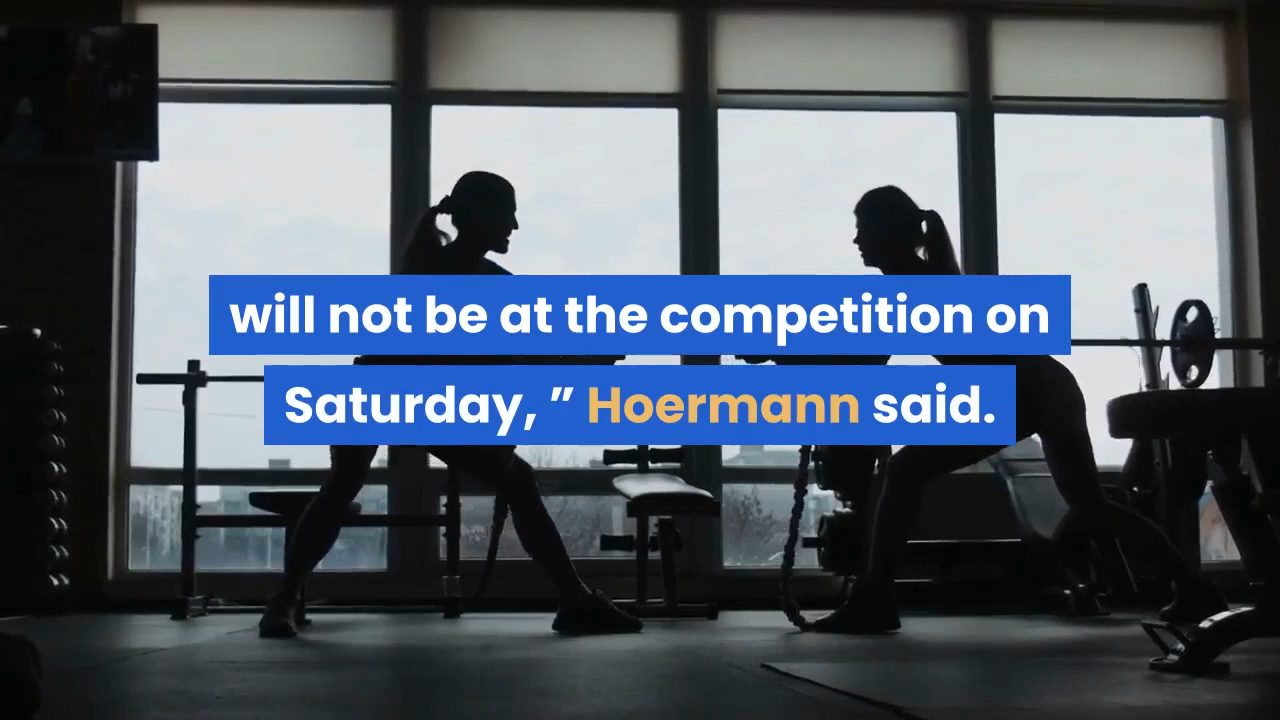 will not be at the competition on
Saturday, ” Hoermann said.